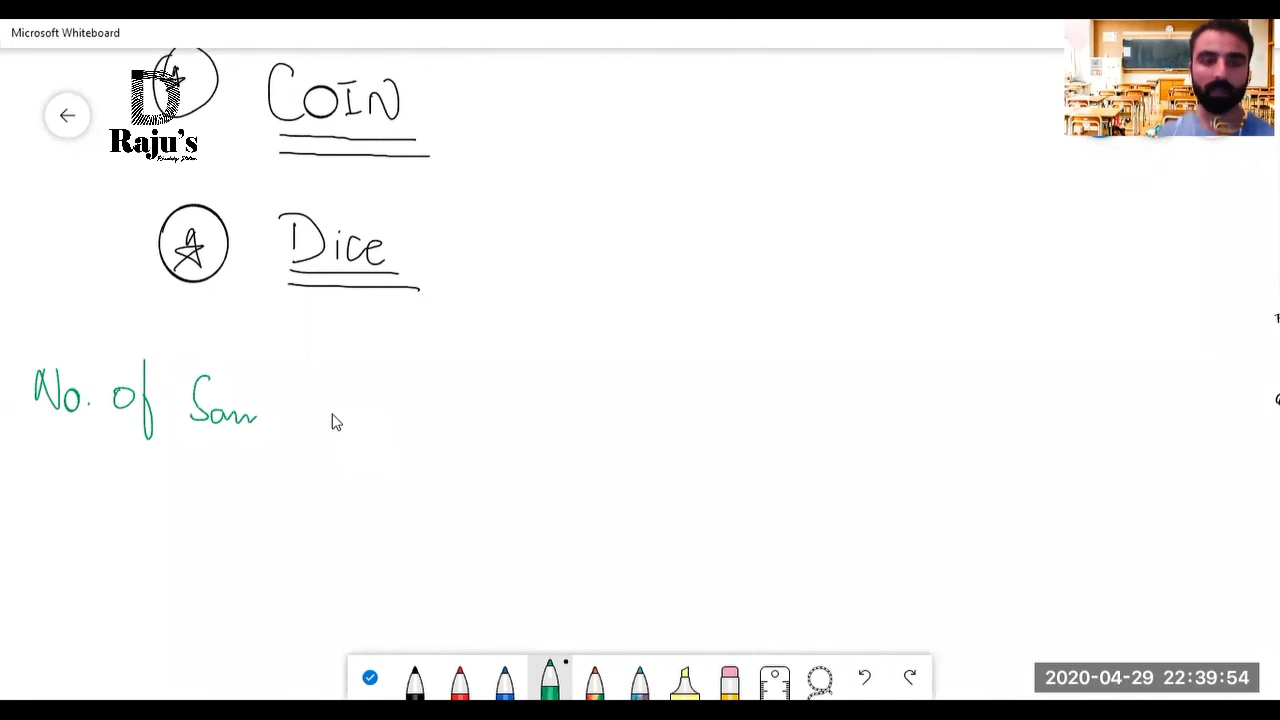 Microsoft Whiteboard
COIN
Raju's
Dice
No. of Sam
2020-04-29 22:39:54